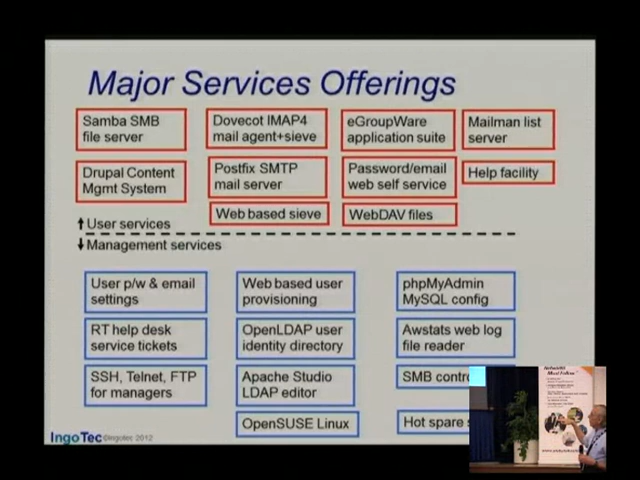 Major Services Offerings
Samba SMB
file server
Dovecot IMAP4
mail agent+sieve
eGroupWare
application suite
Mailman list
server
Drupal Content
Mgmt System
Postfix SMTP
mail server
Password/email
web self service
Help facility
Web based sieve
WebDAV files
User services
Management services
User p/w & email
settings
Web based user
provisioning
phpMyAdmin
MySQL config
RT help desk
service tickets
OpenLDAP user
identity directory
Awstats web log
file reader
SSH, Telnet, FTP
for managers
Apache Studio
LDAP editor
SMB
OpenSUSE Linux
Hot spare
IngoTec ©Ingotec 2012